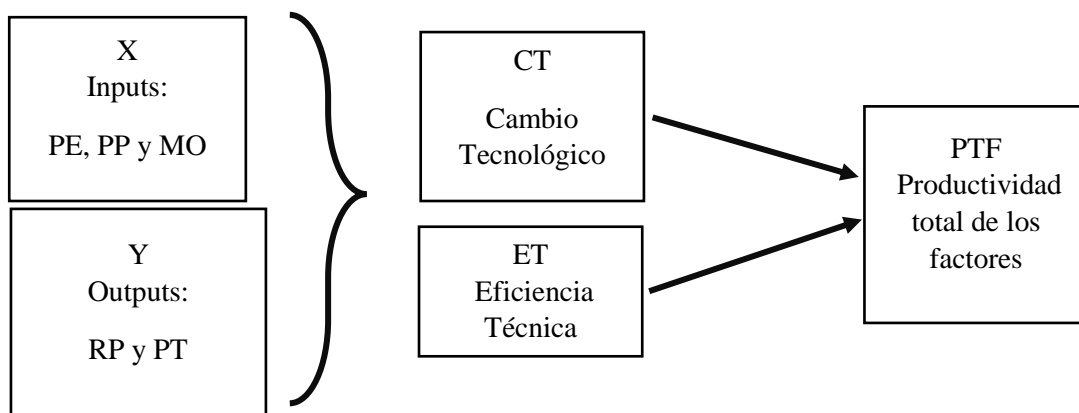 X
Inputs:
PE, PP y MO
Y
Outputs:
RP y PT
CT
Cambio
Tecnológico
ET
Eficiencia
Técnica
PTF
Productividad
total de los
factores